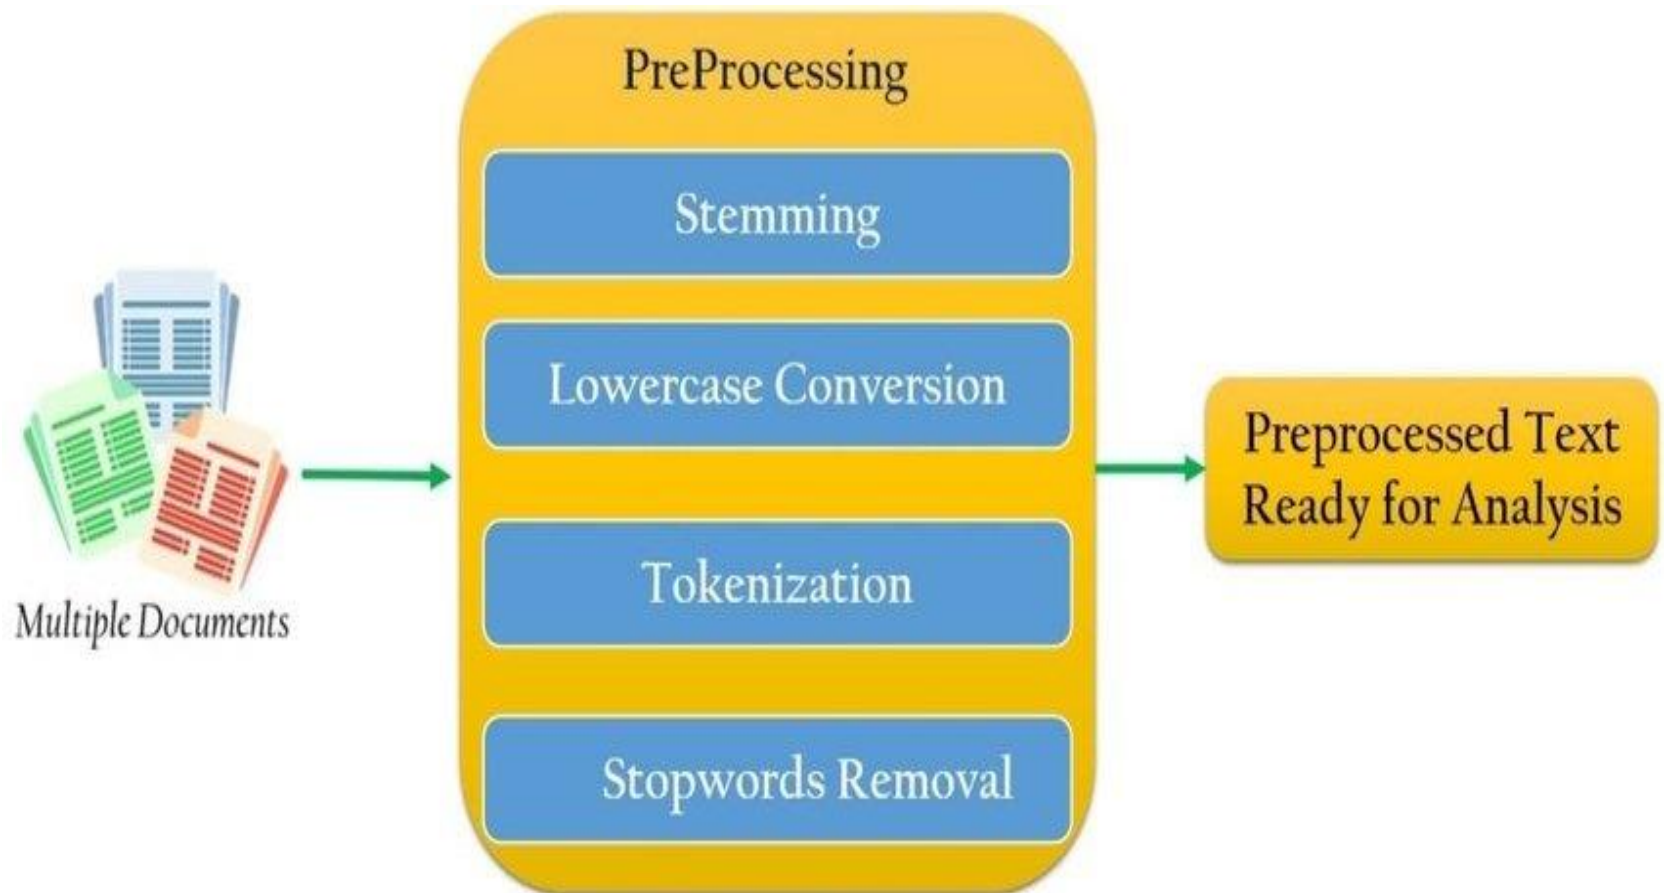 PreProcessing
Stemming
Lowercase Conversion
Tokenization
Stopwords Removal
Multiple Documents
Preprocessed Text
Ready for Analysis